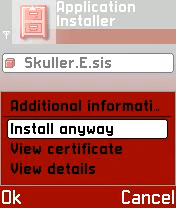 Application
Installer
Skuller.E.sis
Additional informati..
Install anyway
View certificate
View details
Ok Cancel